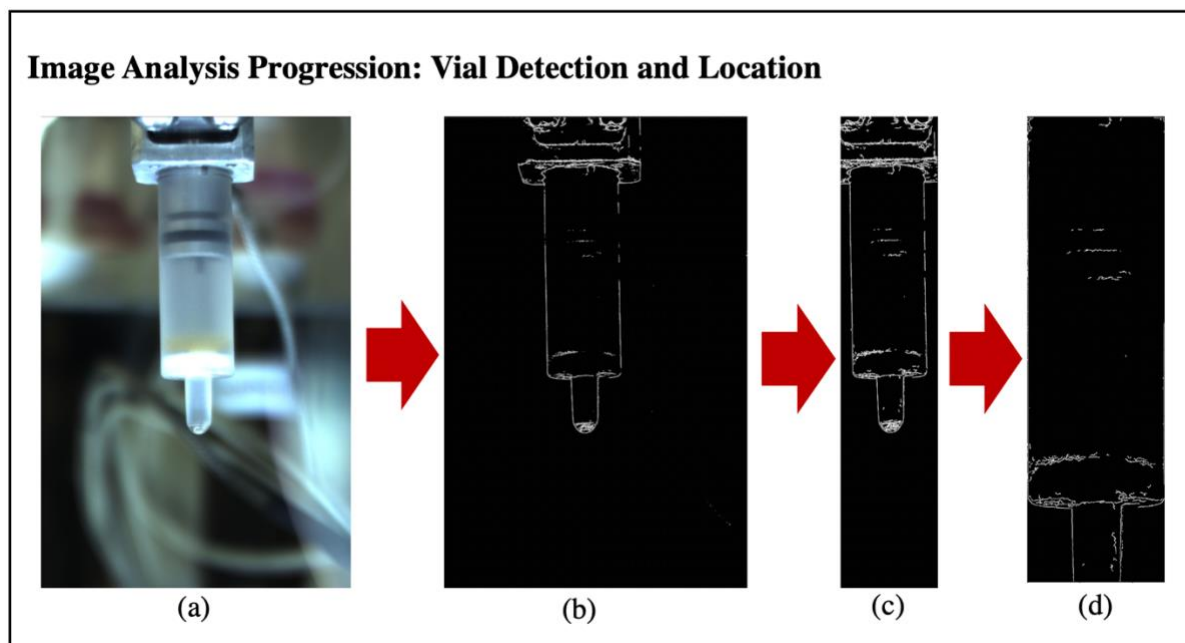 Image Analysis Progression: Vial Detection and Location
(a)
(b)
(c)
(d)